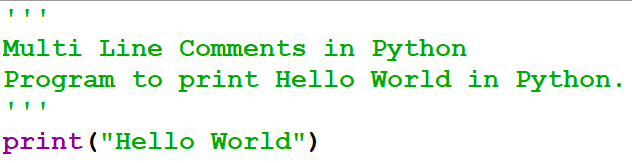 '''
Multi Line Comments in Python
Program to print Hello World in Python.
'''
print("Hello World")